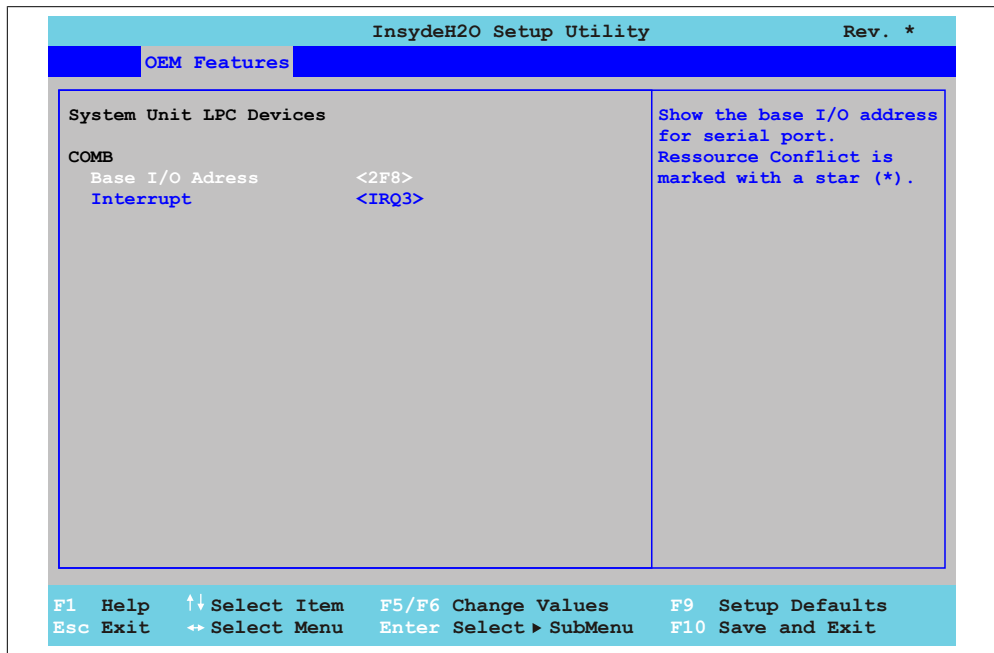 InsydeH2O Setup Utility Rev. *
OEM Features
System Unit LPC Devices
COMB
Base I/O Adress <2F8>
Interrupt <IRQ3>
Show the base I/O address
for serial port.
Ressource Conflict is
marked with a star (*).
F1 Help ↑↓ Select Item F5/F6 Change Values F9 Setup Defaults
Esc Exit ↔ Select Menu Enter Select ▶ SubMenu F10 Save and Exit